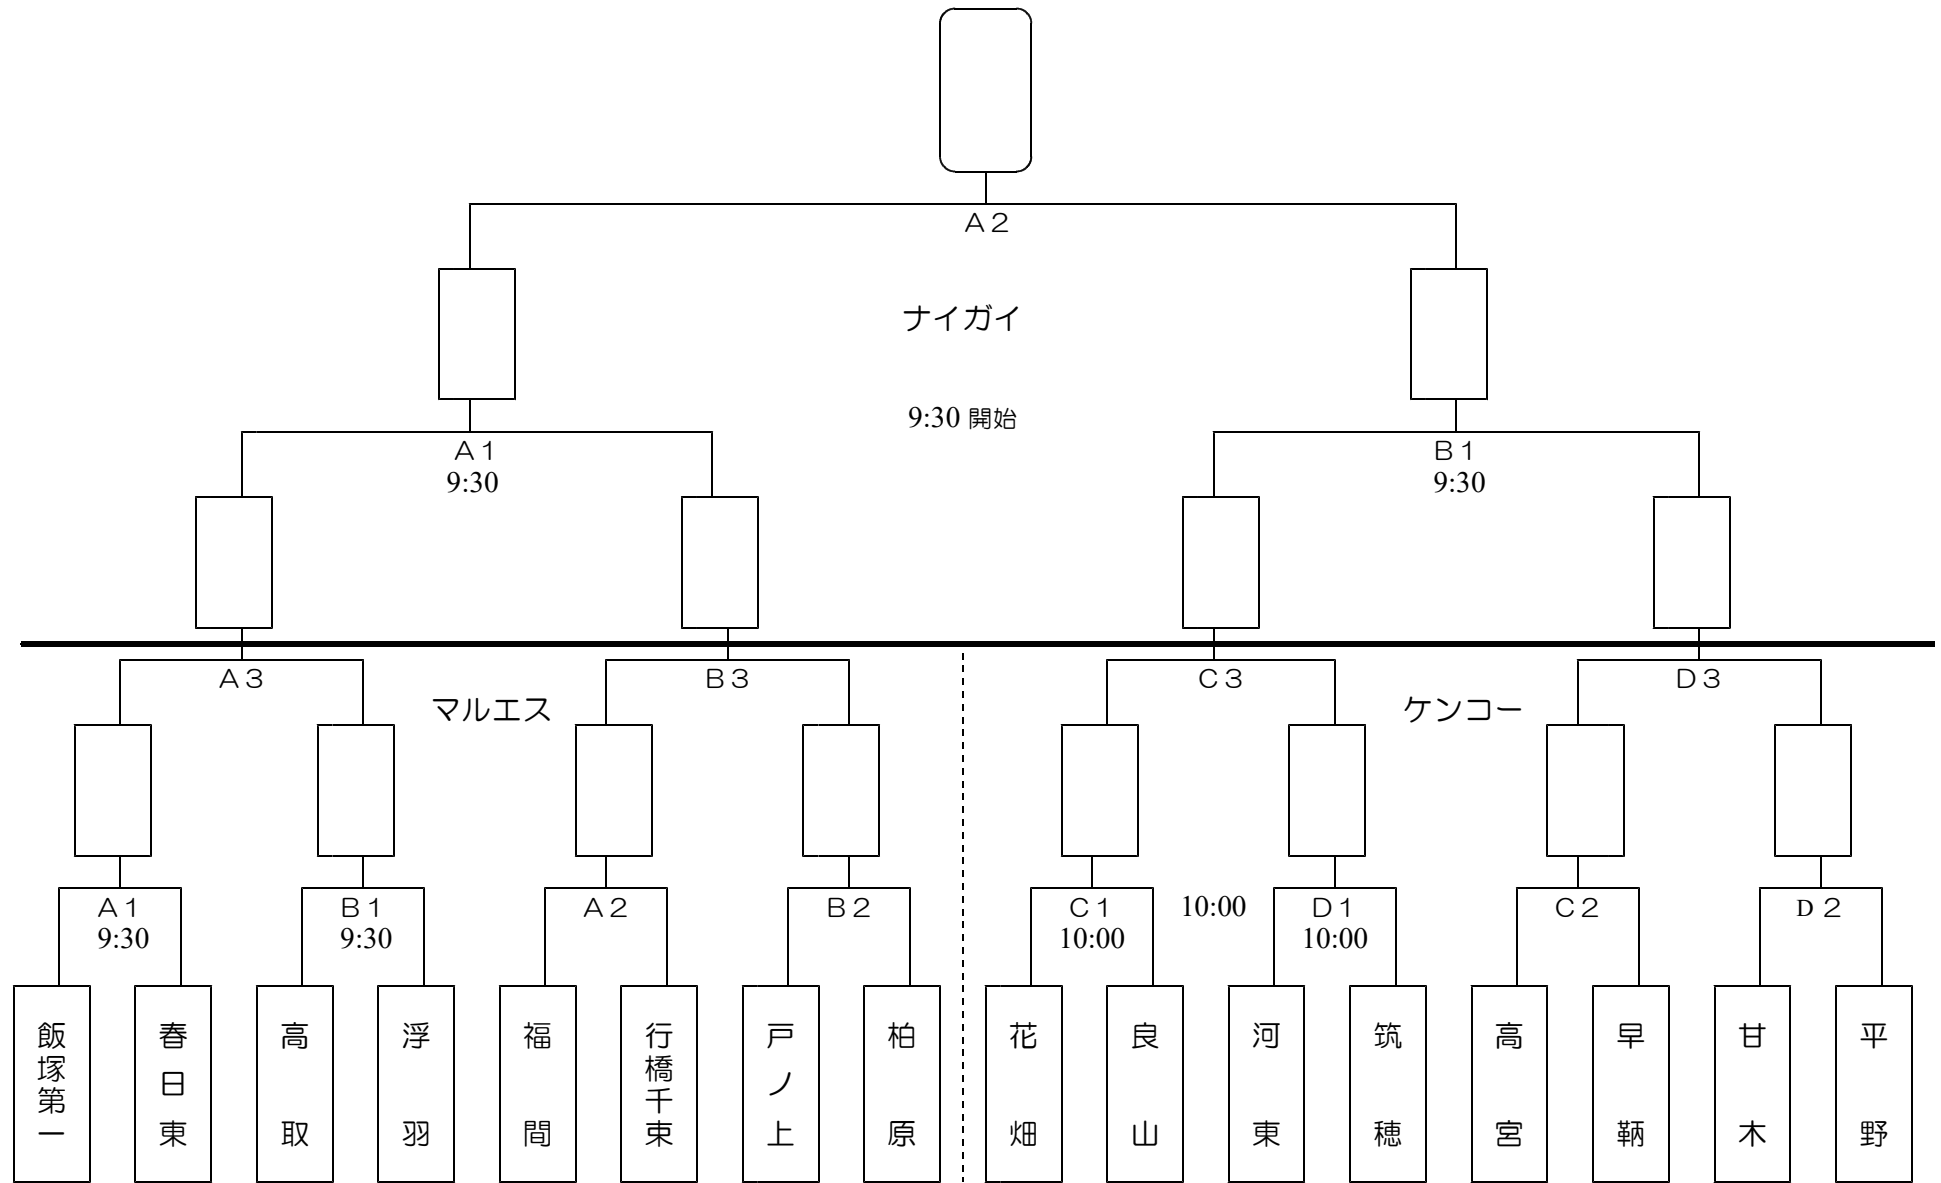 A2
ナイガイ
9:30 開始
A1
9:30
B1
9:30
A3
B3
C3
D3
マルエス
ケンコー
A1
9:30
B1
9:30
A2
B2
C1
10:00
10:00
D1
10:00
C2
D2
飯塚第一
春日東
高取
浮羽
福間
行橋千束
戸ノ上
柏原
花畑
良山
河東
筑穂
高宮
早鞆
甘木
平野